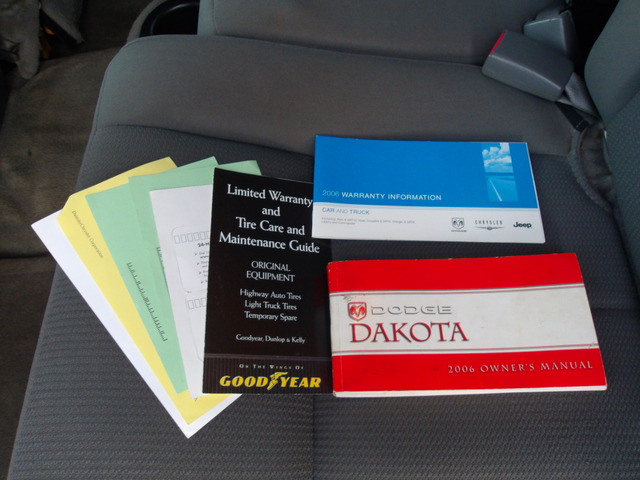 Limited Warranty
and
Tire Care and
Maintenance Guide
ORIGINAL
EQUIPMENT
Highway Auto Tires
Light Truck Tires
Temporary Spare
Goodyear, Dunlop & Kelly
ON THE WINGS OF
GOODYEAR
2006 WARRANTY INFORMATION
CAR AND TRUCK
CHRYSLER
Jeep
DODGE
DAKOTA
2006 OWNER'S MANUAL